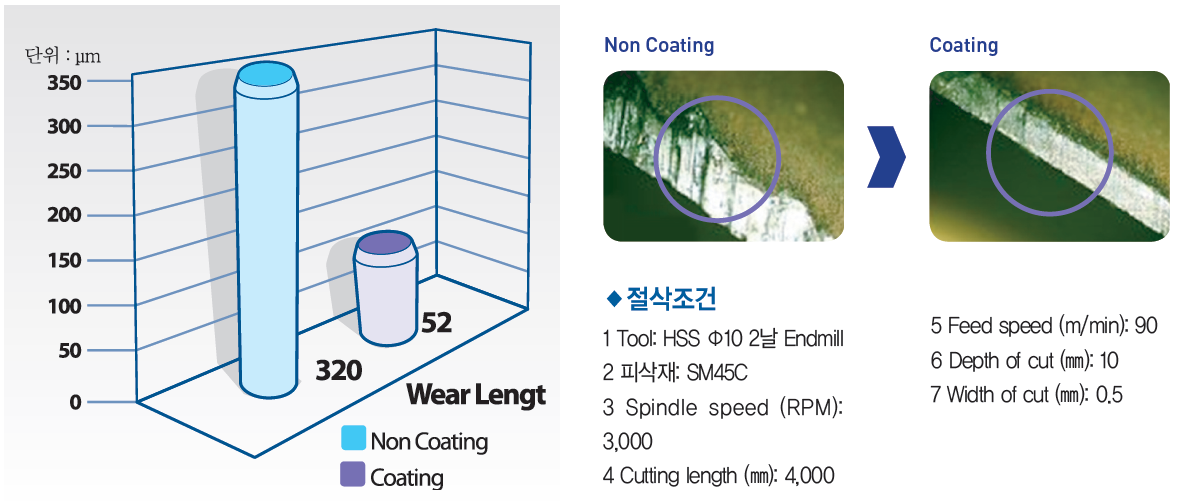 단위 : µm
350
300
250
200
150
100
50
0
320
52
Wear Lengt
Non Coating
Coating
Non Coating
Coating
◆절삭조건
1 Tool: HSS Φ10 2날 Endmill
2 피삭재: SM45C
3 Spindle speed (RPM):
3,000
4 Cutting length (㎜): 4,000
5 Feed speed (m/min): 90
6 Depth of cut (㎜): 10
7 Width of cut (㎜): 0.5